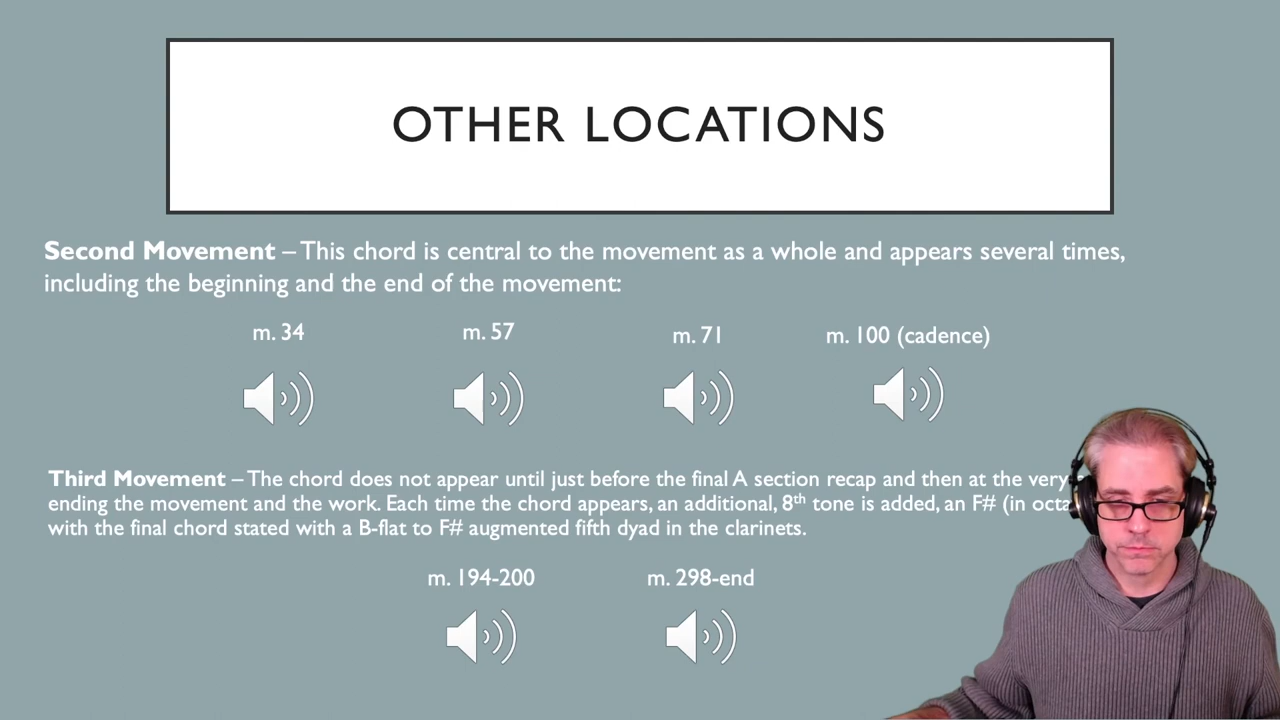 OTHER LOCATIONS
Second Movement – This chord is central to the movement as a whole and appears several times,
including the beginning and the end of the movement:
m. 34 m. 57 m. 71 m. 100 (cadence)
Third Movement – The chord does not appear until just before the final A section recap and then at the very
ending the movement and the work. Each time the chord appears, an additional, 8th tone is added, an F# (in
with the final chord stated with a B-flat to F# augmented fifth dyad in the clarinets.
m. 194-200 m. 298-end